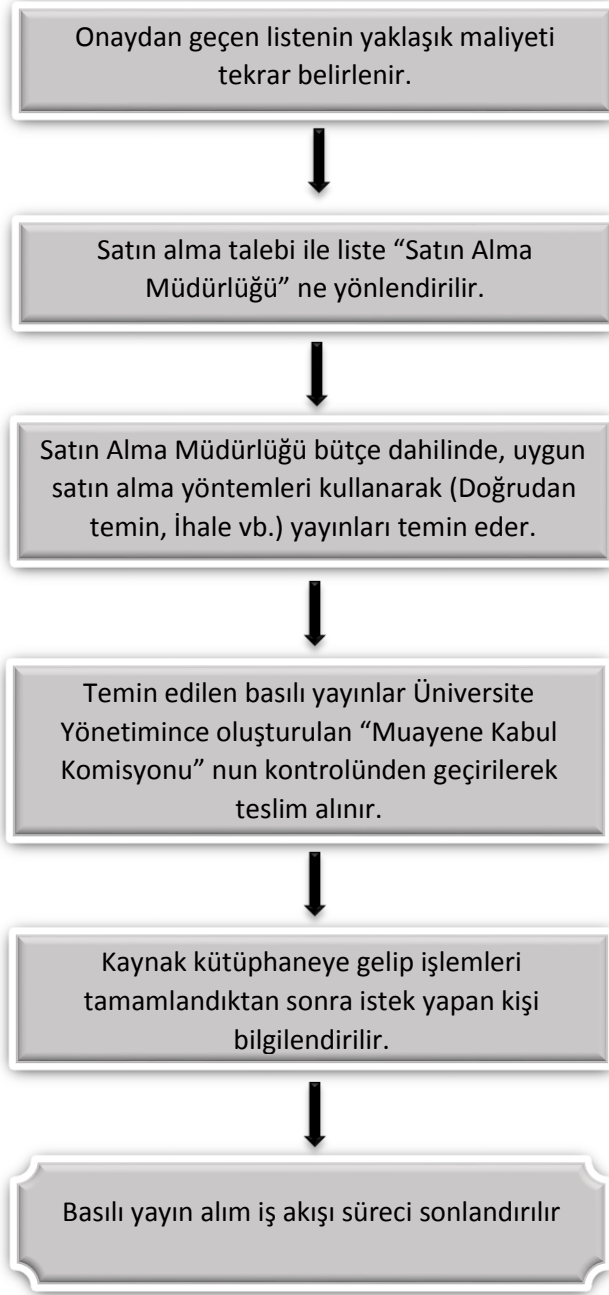 Onaydan geçen listenin yaklaşık maliyeti
tekrar belirlenir.
Satın alma talebi ile liste “Satın Alma
Müdürlüğü” ne yönlendirilir.
Satın Alma Müdürlüğü bütçe dahilinde, uygun
satın alma yöntemleri kullanarak (Doğrudan
temin, İhale vb.) yayınları temin eder.
Temin edilen basılı yayınlar Üniversite
Yönetimince oluşturulan “Muayene Kabul
Komisyonu” nun kontrolünden geçirilerek
teslim alınır.
Kaynak kütüphaneye gelip işlemleri
tamamlandıktan sonra istek yapan kişi
bilgilendirilir.
Basılı yayın alım iş akışı süreci sonlandırılır